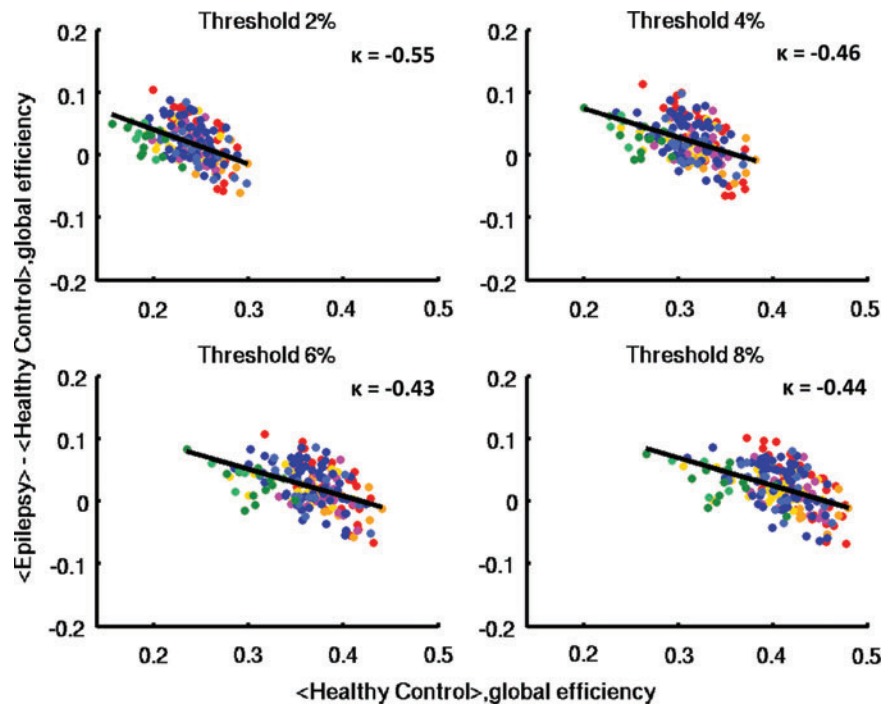 Threshold 2%
κ = -0.55
0.2
0.1
0
-0.1
-0.2
0.2 0.3 0.4 0.5
Threshold 4%
κ = -0.46
0.2
0.1
0
-0.1
-0.2
0.2 0.3 0.4 0.5
Threshold 6%
κ = -0.43
0.2
0.1
0
-0.1
-0.2
0.2 0.3 0.4 0.5
Threshold 8%
κ = -0.44
0.2
0.1
0
-0.1
-0.2
0.2 0.3 0.4 0.5
<Epilepsy> - <Healthy Control>,global efficiency
<Healthy Control>,global efficiency